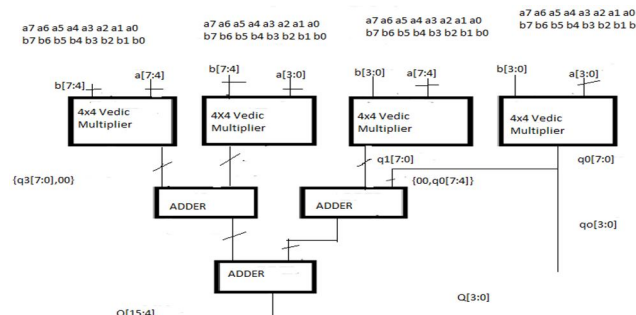 a7 a6 a5 a4 a3 a2 a1 a0
b7 b6 b5 b4 b3 b2 b1 b0
a7 a6 a5 a4 a3 a2 a1 a0
b7 b6 b5 b4 b3 b2 b1 b0
a7 a6 a5 a4 a3 a2 a1 a0
b7 b6 b5 b4 b3 b2 b1 b0
a7 a6 a5 a4 a3 a2 a1 a0
b7 b6 b5 b4 b3 b2 b1 b0
b[7:4]
a[7:4]
b[7:4]
a[3:0]
b[3:0]
a[7:4]
b[3:0]
a[3:0]
4x4 Vedic
Multiplier
4X4 Vedic
Multiplier
4x4 Vedic
Multiplier
4x4 Vedic
Multiplier
{q3[7:0],00}
q1[7:0]
q0[7:0]
{00,q0[7:4]}
ADDER
ADDER
qo[3:0]
ADDER
Q[3:0]
Q[15:4]